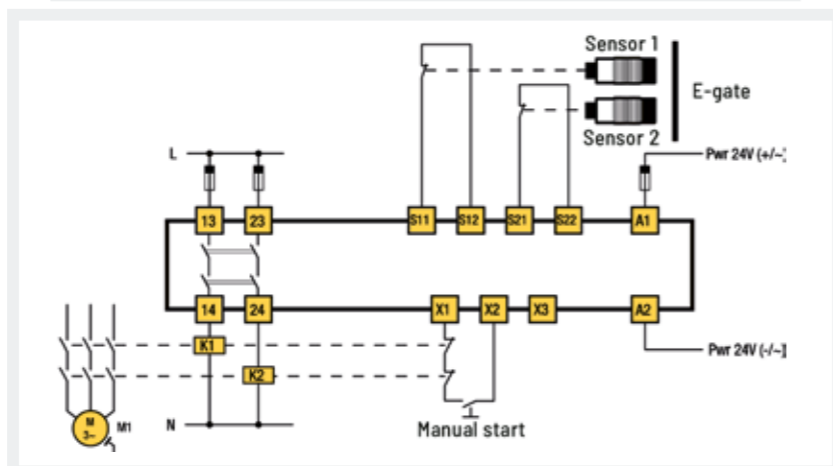 Sensor 1
E-gate
Sensor 2
L
Pwr 24V (+/~)
13 23 S11 S12 S21 S22 A1
14 24 X1 X2 X3 A2
K1
Pwr 24V (-/~)
K2
M
3~
M1
N
Manual start